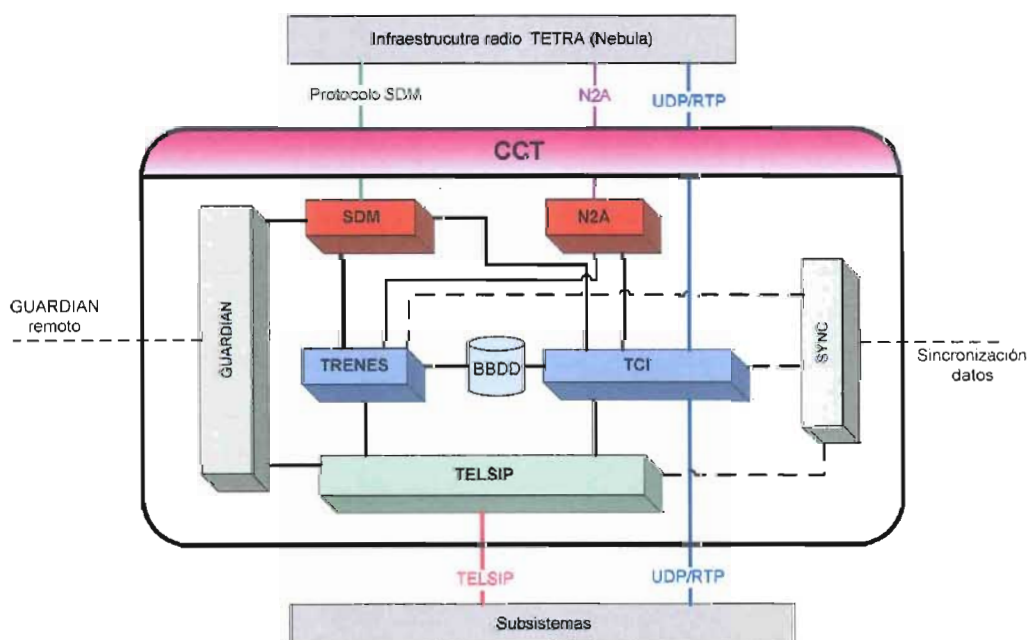 Infraestrucutra radio TETRA (Nebula)
Protocolo SDM
N2A
UDP/RTP
CCT
SDM
N2A
GUARDIAN
remoto
GUARDIAN
TRENES
BBDD
TCI
SYNC
Sincronización
datos
TELSIP
TELSIP
UDP/RTP
Subsistemas